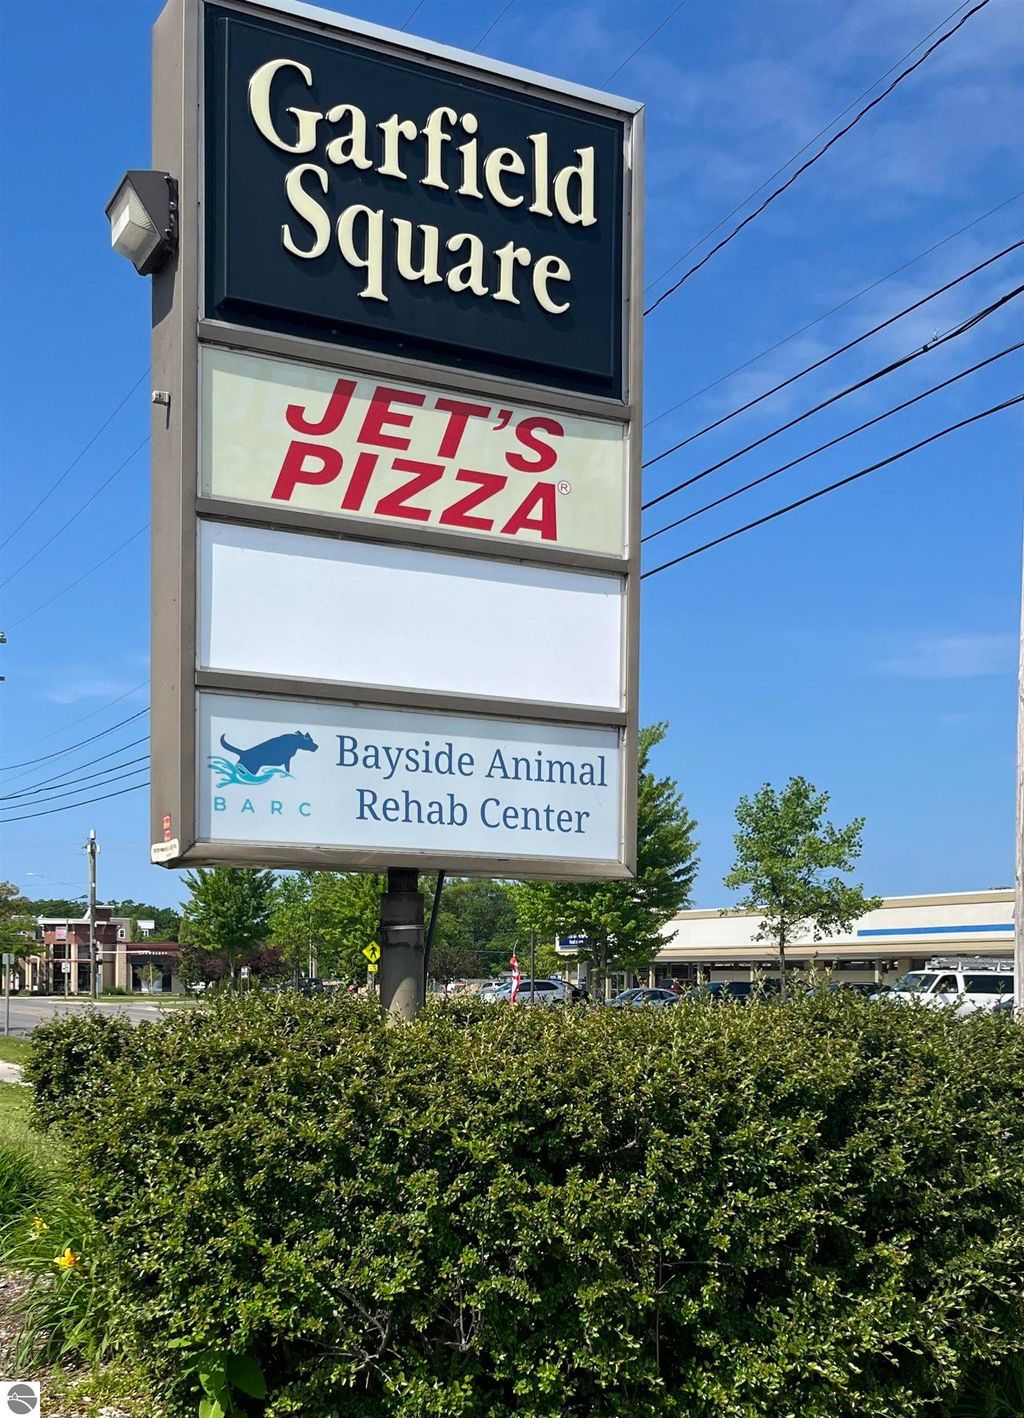 Garfield
Square
JET'S
PIZZA®
Bayside Animal
Rehab Center
BARC